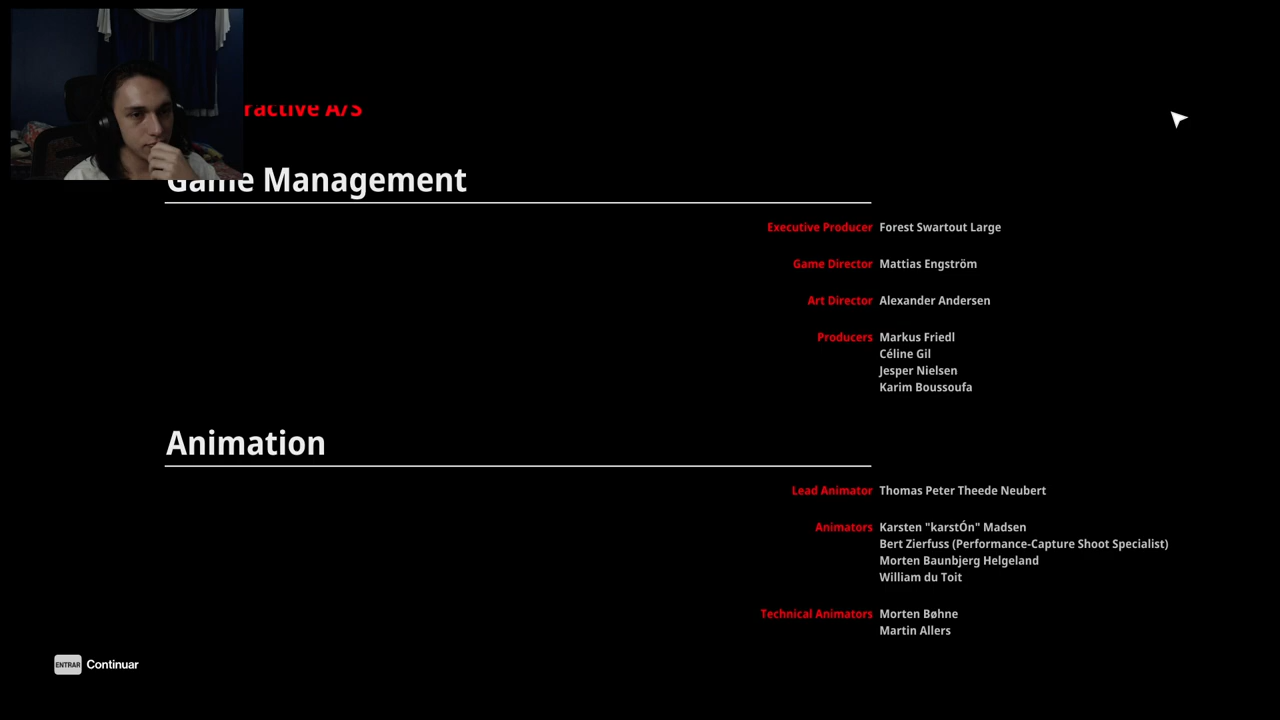 A/S
Game Management
Executive Producer Forest Swartout Large
Game Director Mattias Engström
Art Director Alexander Andersen
Producers Markus Friedl
Céline Gil
Jesper Nielsen
Karim Boussoufa
Animation
Lead Animator Thomas Peter Theede Neubert
Animators Karsten "karstÓn" Madsen
Bert Zierfuss (Performance-Capture Shoot Specialist)
Morten Baunbjerg Helgeland
William du Toit
Technical Animators Morten Bøhne
Martin Allers
ENTRAR Continuar